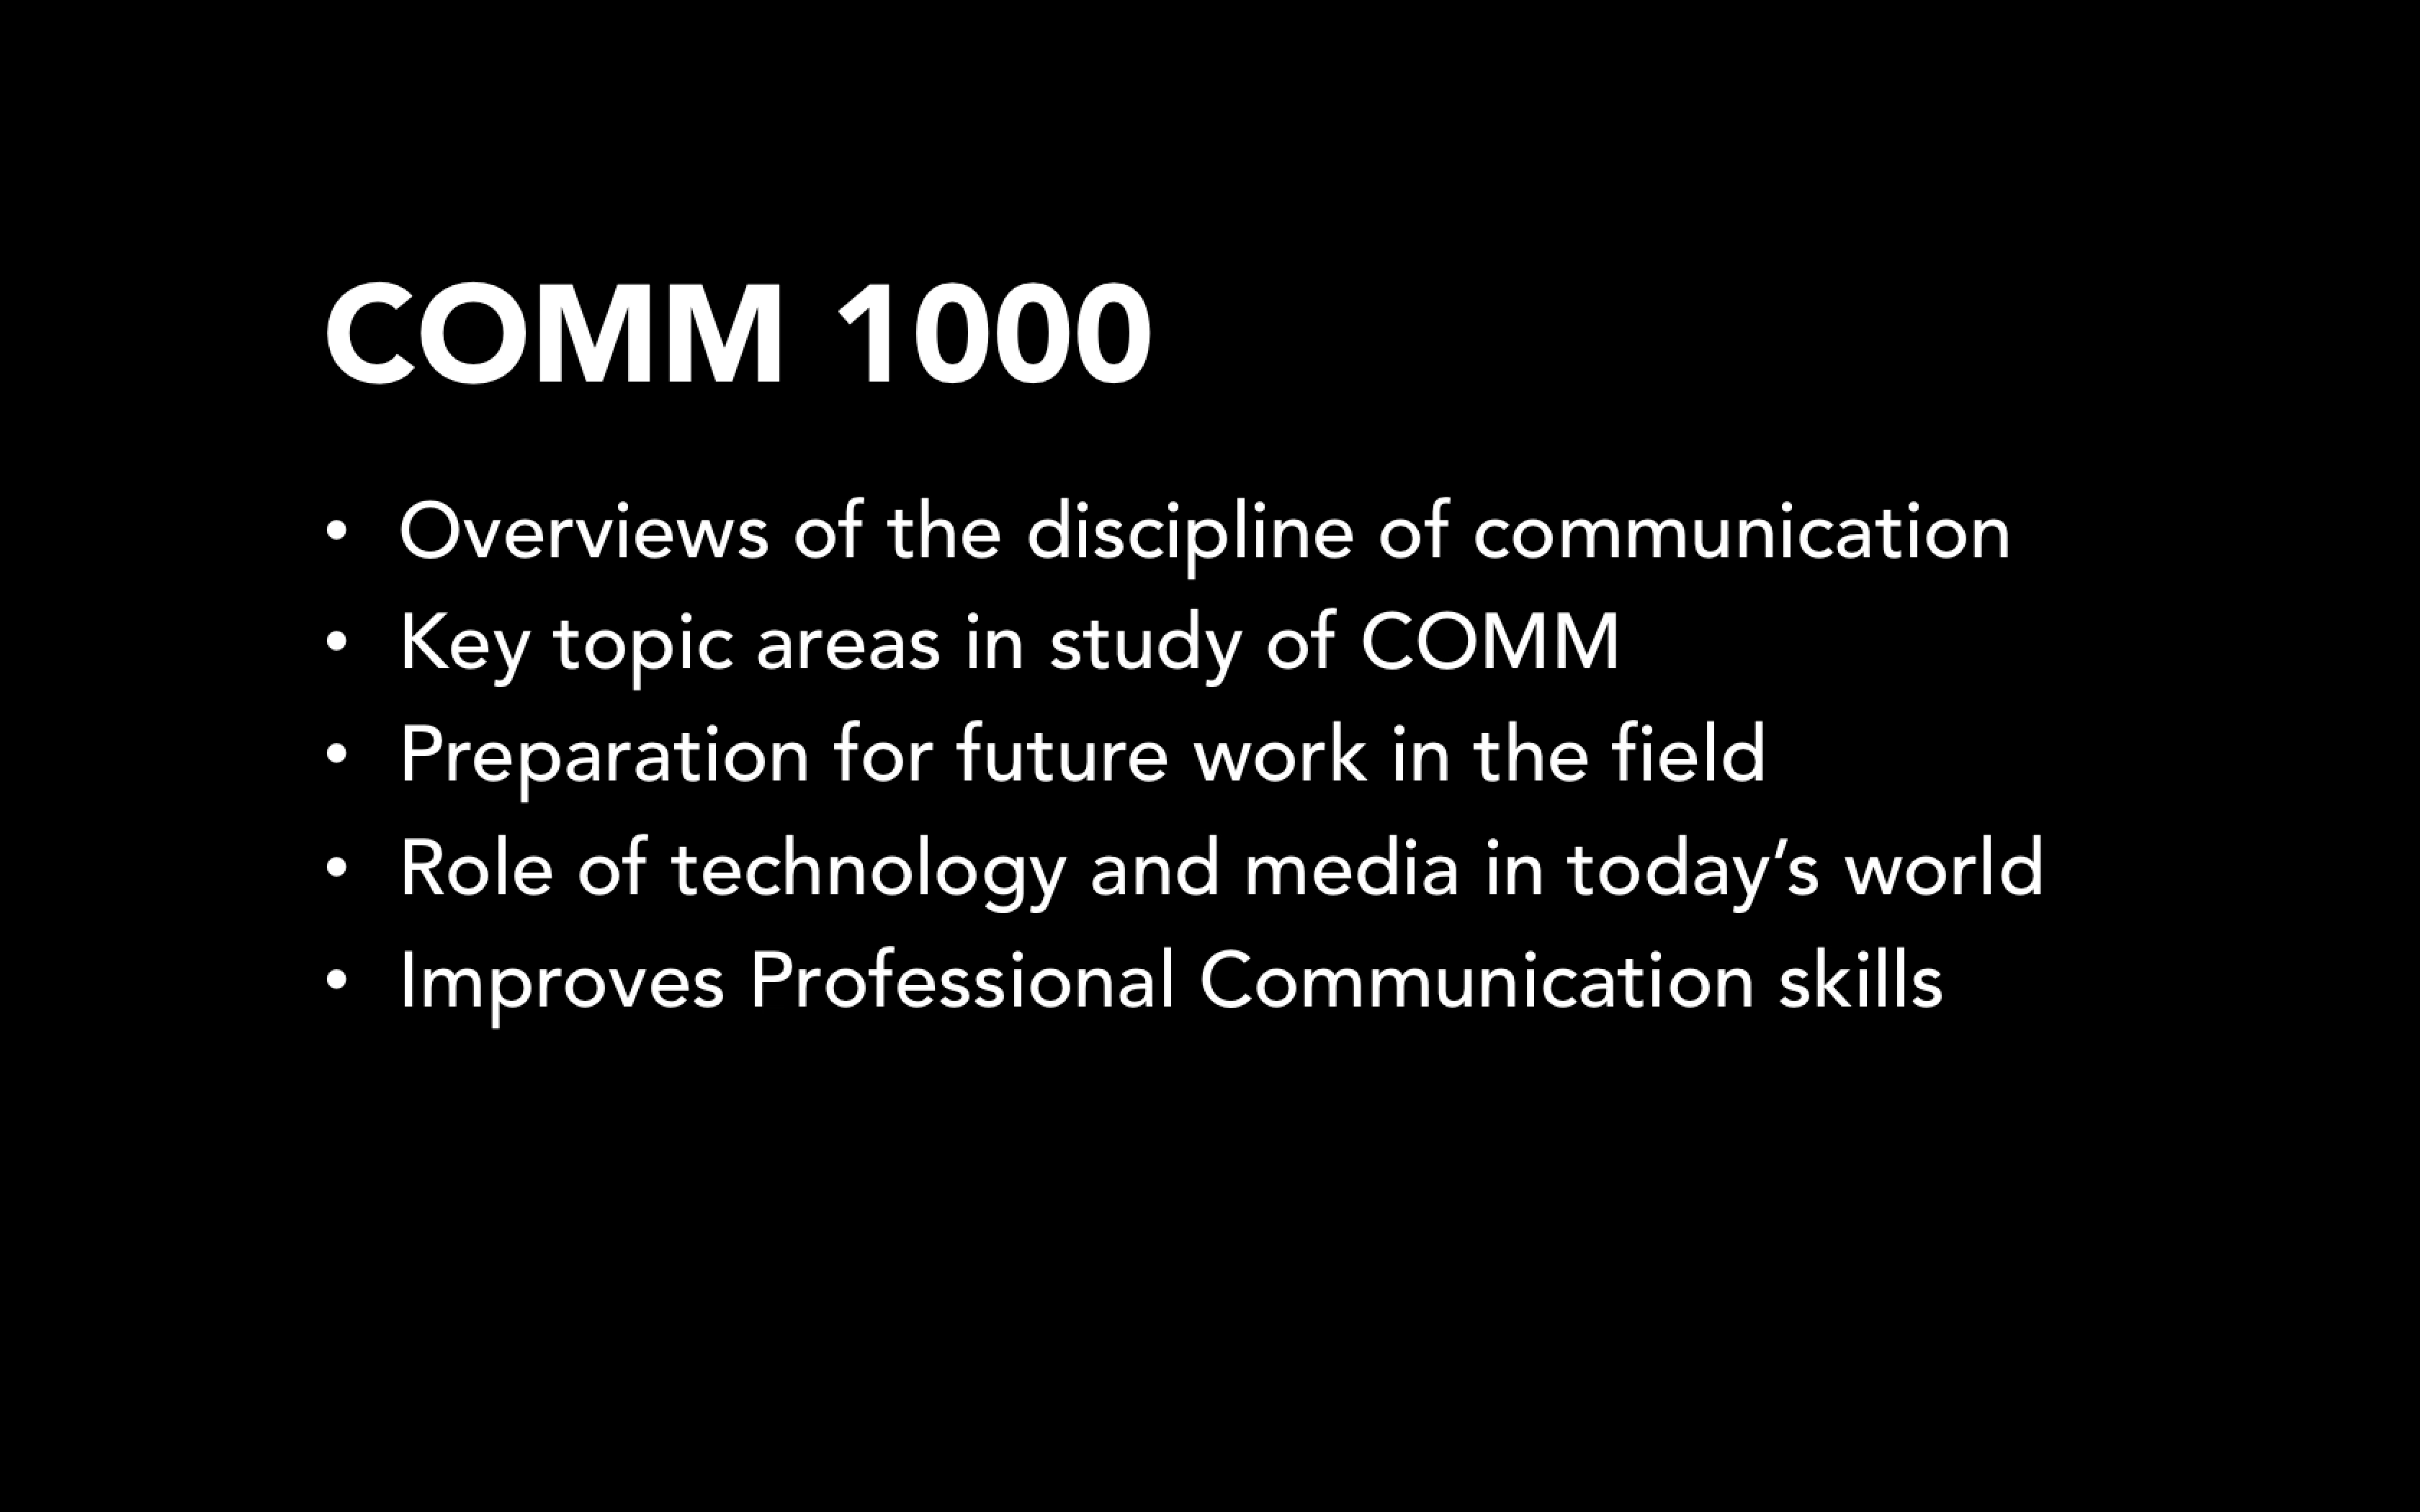 COMM 1000
• Overviews of the discipline of communication
• Key topic areas in study of COMM
• Preparation for future work in the field
• Role of technology and media in today’s world
• Improves Professional Communication skills